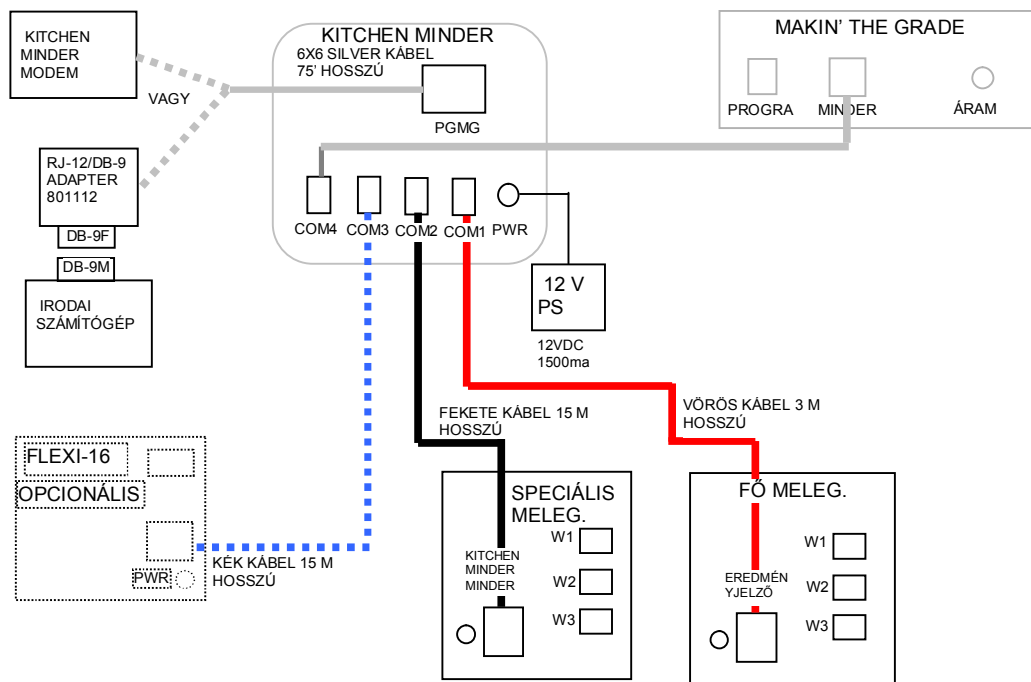 KITCHEN
MINDER
MODEM
VAGY
RJ-12/DB-9
ADAPTER
801112
DB-9F
DB-9M
IRODAI
SZÁMÍTÓGÉP
KITCHEN MINDER
6X6 SILVER KÁBEL
75' HOSSZÚ
PGMG
COM4
COM3
COM2
COM1
PWR
MAKIN' THE GRADE
PROGRA
MINDER
ÁRAM
12 V
PS
12VDC
1500ma
FEKETE KÁBEL 15 M
HOSSZÚ
VÖRÖS KÁBEL 3 M
HOSSZÚ
FLEXI-16
OPCIONÁLIS
PWR
KÉK KÁBEL 15 M
HOSSZÚ
SPECIÁLIS
MELEG.
W1
W2
W3
KITCHEN
MINDER
MINDER
FŐ MELEG.
W1
W2
W3
EREDMÉN
YJELZŐ